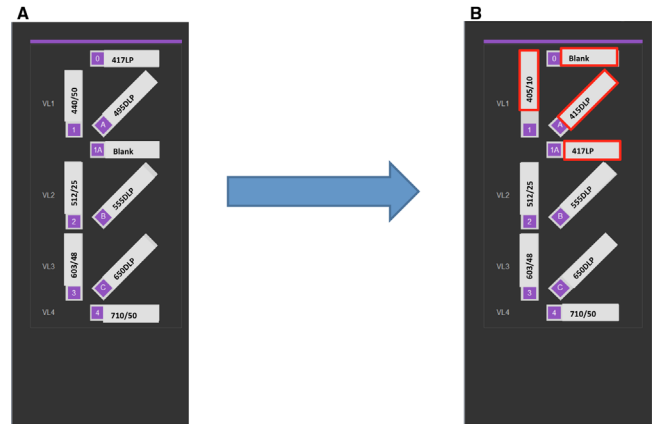 A
0 417LP
VL1
440/50
1
495DLP
A
1A Blank
VL2
512/25
2
555DLP
B
VL3
603/48
3
650DLP
C
VL4
4 710/50
B
0 Blank
VL1
405/10
1
415DLP
A
1A 417LP
VL2
512/25
2
555DLP
B
VL3
603/48
3
650DLP
C
VL4
4 710/50